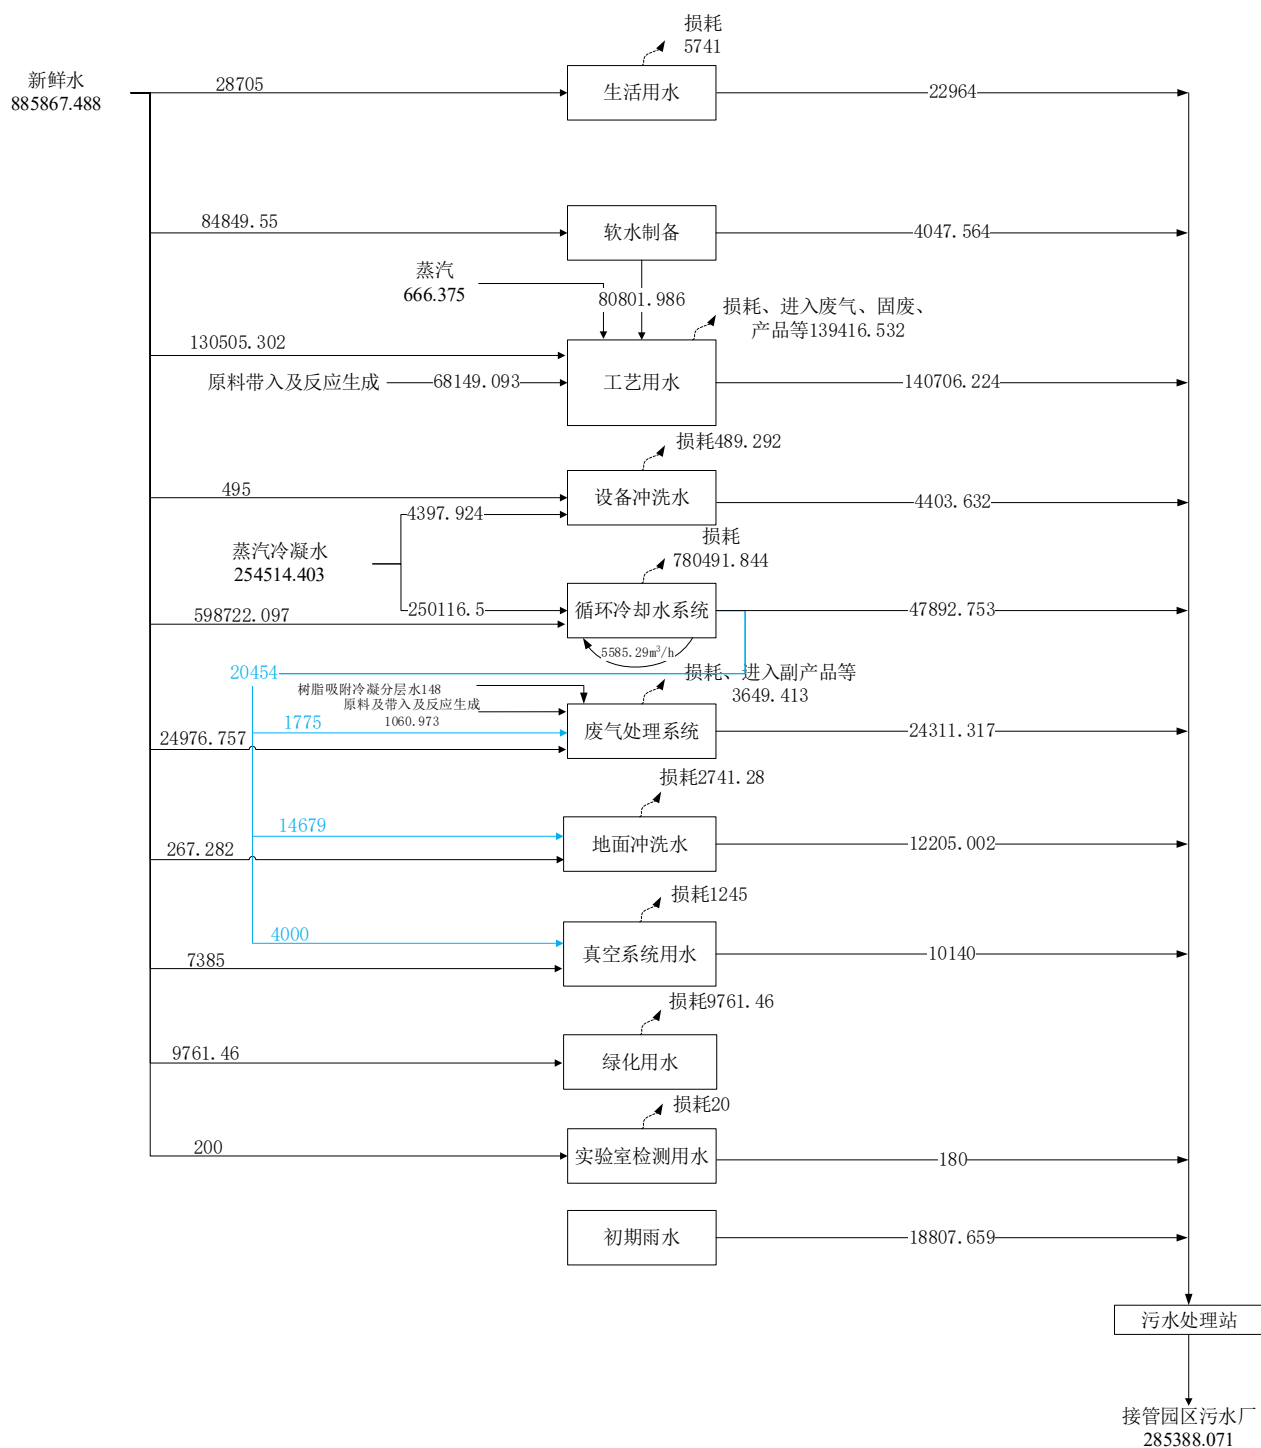 损耗
5741
新鲜水
885867.488
28705
生活用水
22964
84849.55
软水制备
4047.564
蒸汽
666.375
80801.986
损耗、进入废气、固废、
产品等139416.532
130505.302
原料带入及反应生成
68149.093
工艺用水
140706.224
损耗489.292
495
设备冲洗水
4403.632
4397.924
蒸汽冷凝水
254514.403
损耗
780491.844
250116.5
598722.097
循环冷却水系统
47892.753
5585.29m³/h
20454
损耗、进入副产品等
3649.413
树脂吸附冷凝分层水148
原料及带入及反应生成
1060.973
1775
24976.757
废气处理系统
24311.317
损耗2741.28
14679
267.282
地面冲洗水
12205.002
损耗1245
4000
7385
真空系统用水
10140
损耗9761.46
9761.46
绿化用水
损耗20
200
实验室检测用水
180
初期雨水
18807.659
污水处理站
接管园区污水厂
285388.071